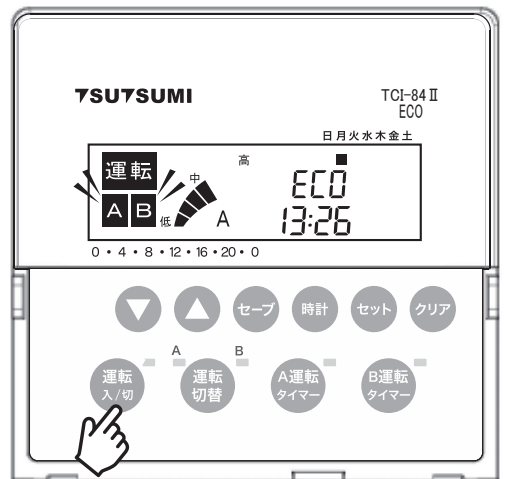 TSUTSUMI
TCI-84Ⅱ
ECO
日月火水木金土
運転
A B
低
中
高
A
ECO
13:26
0・4・8・12・16・20・0
セーブ
時計
セット
クリア
A
B
運転
入/切
運転
切替
A運転
タイマー
B運転
タイマー